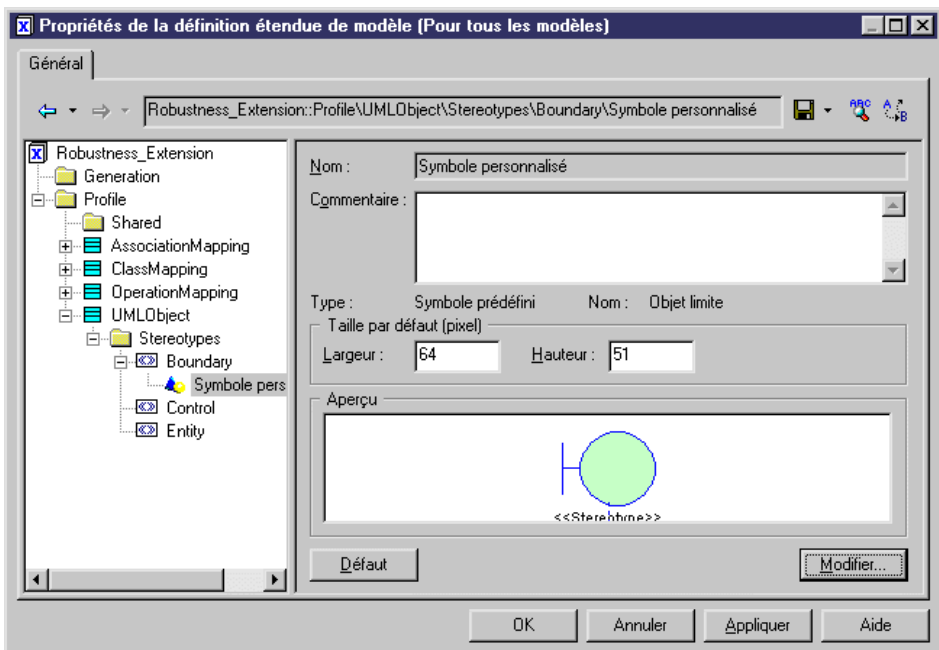 Propriétés de la définition étendue de modèle (Pour tous les modèles)
Général
Robustness_Extension::Profile\UMLObject\Stereotypes\Boundary\Symbole personnalisé
ABC
A
B
Robustness_Extension
Generation
Profile
Shared
AssociationMapping
ClassMapping
OperationMapping
UMLObject
Stereotypes
Boundary
Symbole pers
Control
Entity
Nom :
Symbole personnalisé
Commentaire :
Type : Symbole prédéfini Nom : Objet limite
Taille par défaut (pixel)
Largeur : 64 Hauteur : 51
Aperçu
<<Stereotype>>
Défaut Modifier...
OK Annuler Appliquer Aide